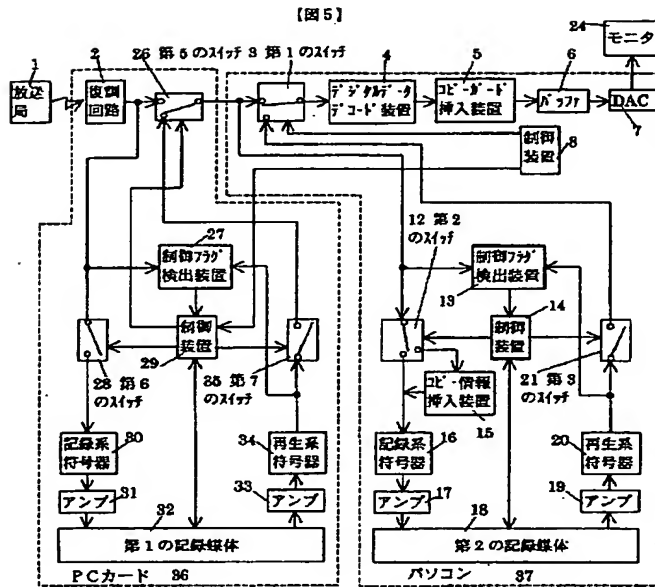 【図5】
24
モニタ
1
放送局
2
復調回路
26 第5のスイッチ
3 第1のスイッチ
4
デジタルデータデコード装置
5
コピーガード挿入装置
6
バッファ
DAC
7
制御装置
8
27
制御フラグ検出装置
制御装置
29
28 第6のスイッチ
35 第7のスイッチ
30
記録系符号器
アンプ
31
34
再生系符号器
33
アンプ
32
第1の記録媒体
PCカード 36
12 第2のスイッチ
制御フラグ検出装置
13
14
制御装置
21 第3のスイッチ
コピー情報挿入装置
15
記録系符号器
16
アンプ
17
20
再生系符号器
19
アンプ
18
第2の記録媒体
パソコン 37